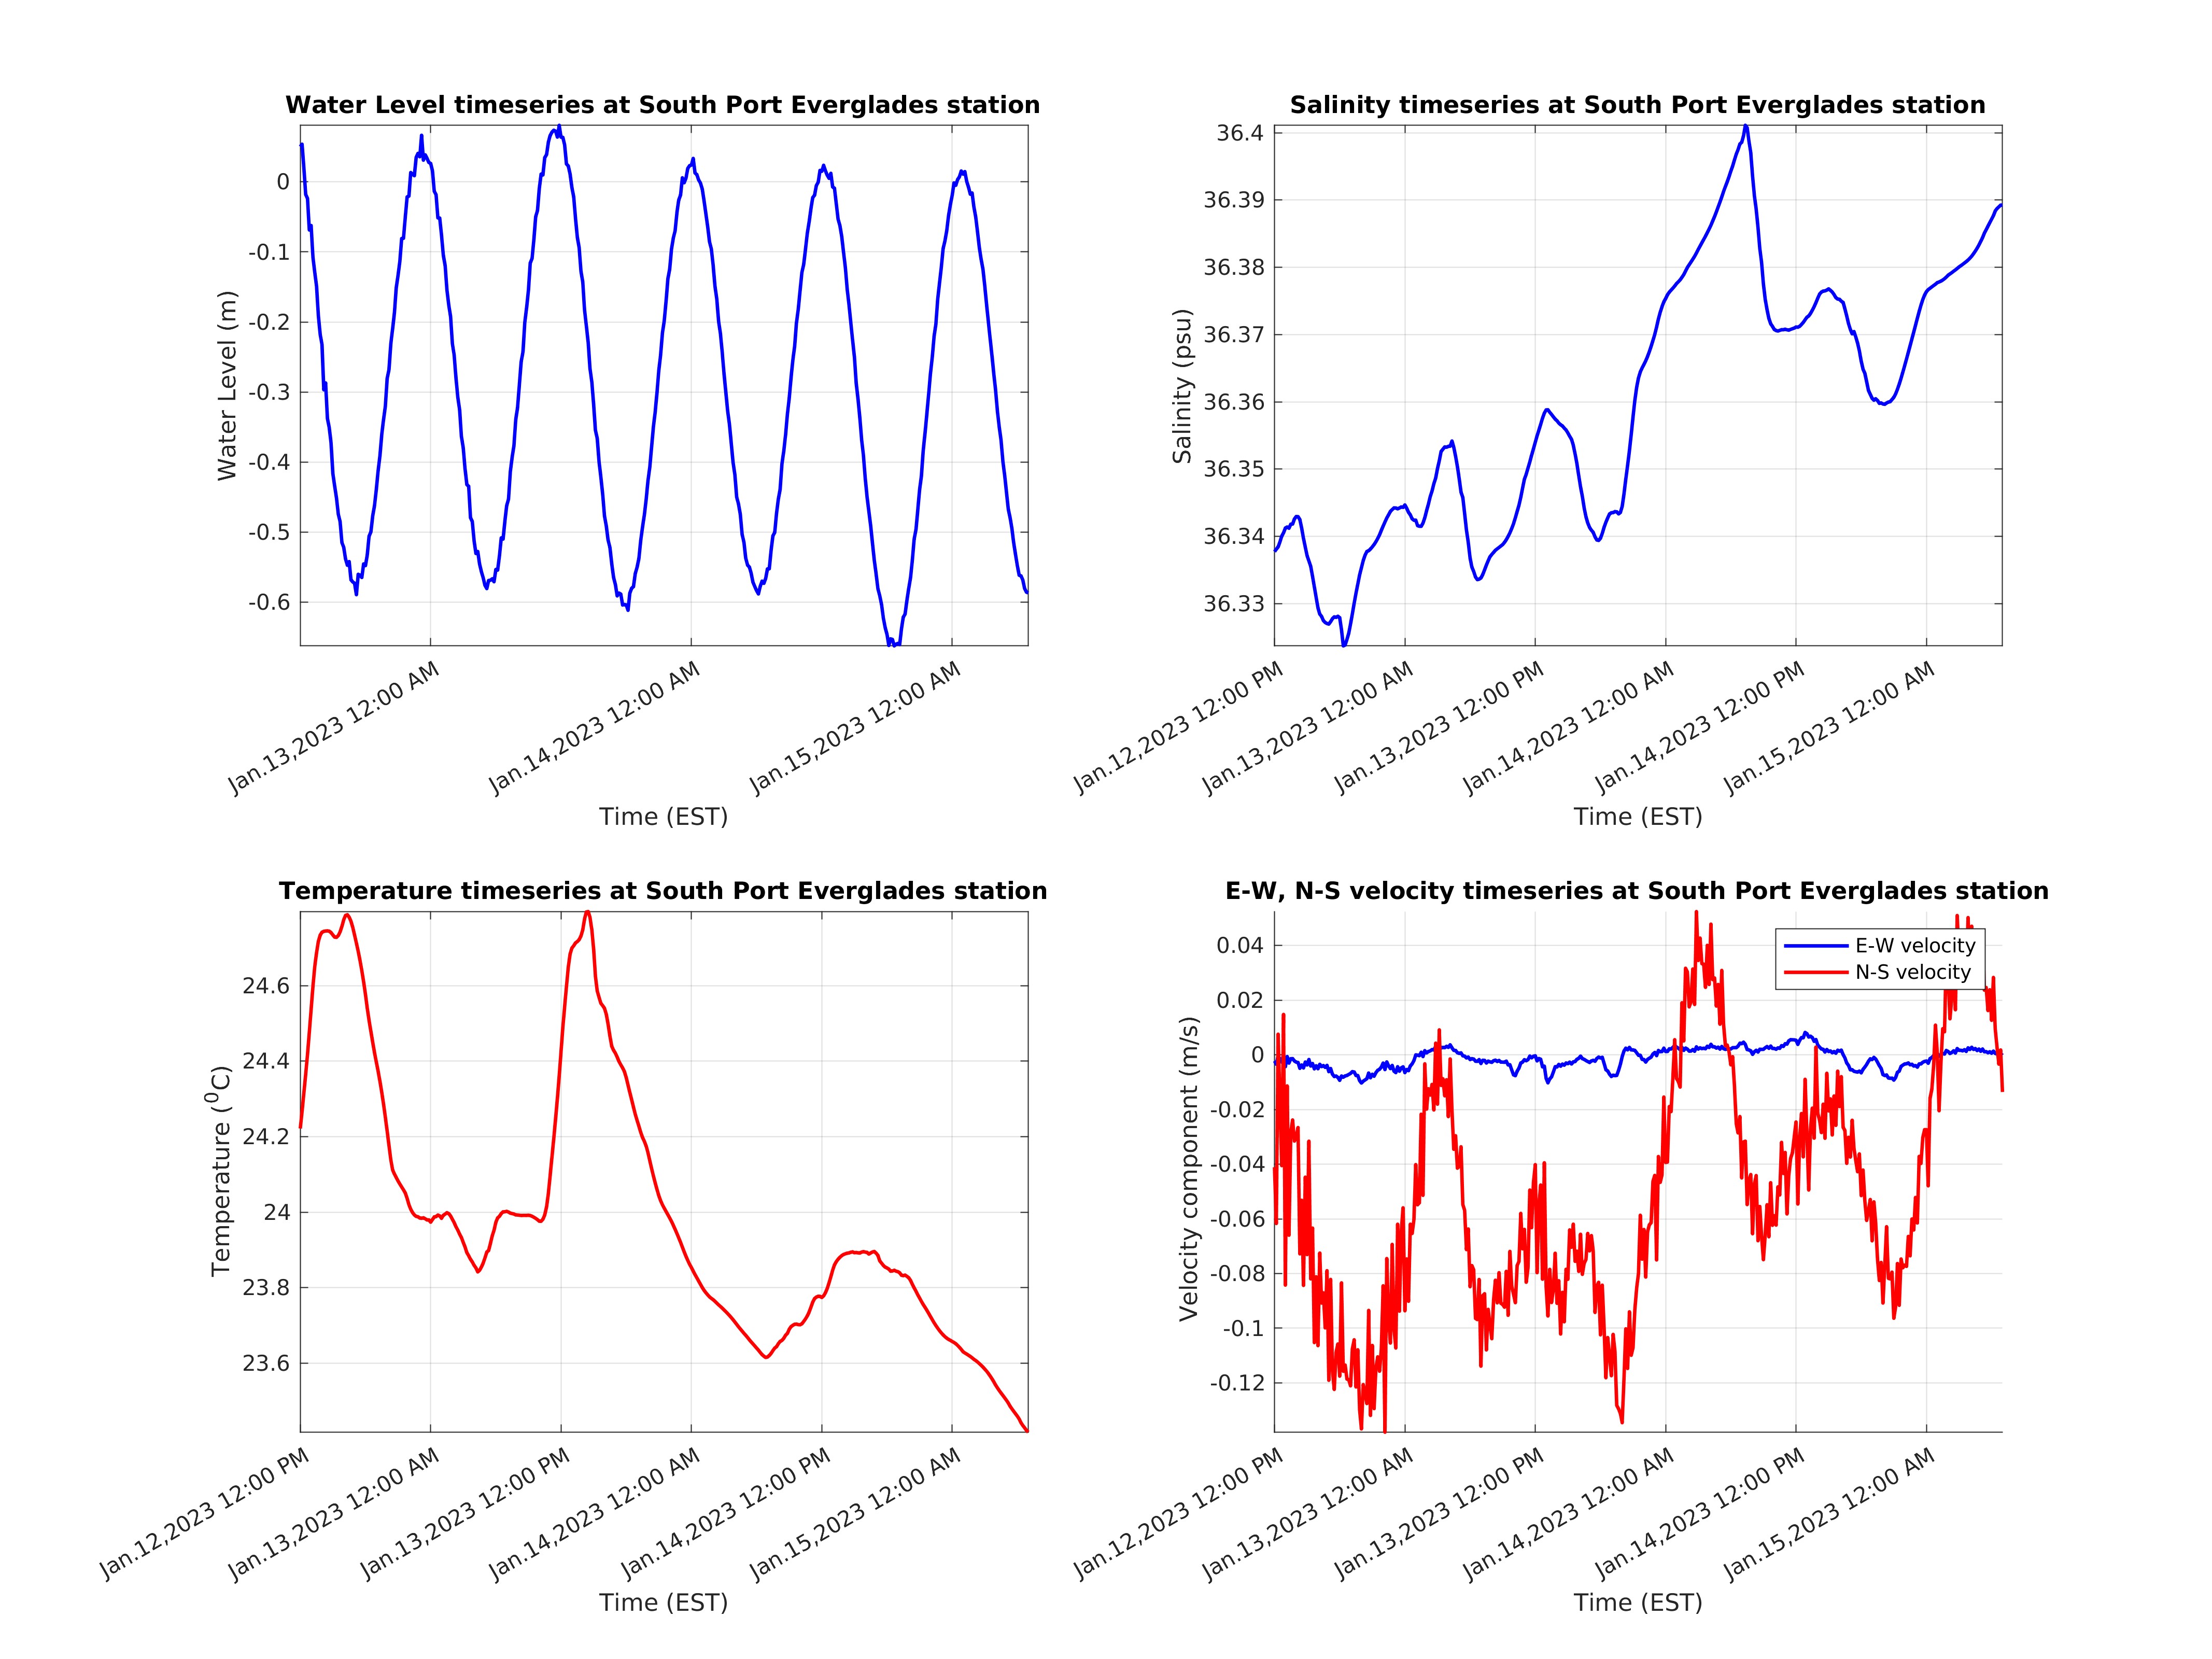 Water Level timeseries at South Port Everglades station
0
-0.1
-0.2
-0.3
-0.4
-0.5
-0.6
Water Level (m)
Jan.13,2023 12:00 AM
Jan.14,2023 12:00 AM
Jan.15,2023 12:00 AM
Time (EST)
Salinity timeseries at South Port Everglades station
36.4
36.39
36.38
36.37
36.36
36.35
36.34
36.33
Salinity (psu)
Jan.12,2023 12:00 PM
Jan.13,2023 12:00 AM
Jan.13,2023 12:00 PM
Jan.14,2023 12:00 AM
Jan.14,2023 12:00 PM
Jan.15,2023 12:00 AM
Time (EST)
Temperature timeseries at South Port Everglades station
24.6
24.4
24.2
24
23.8
23.6
Temperature (⁰C)
Jan.12,2023 12:00 PM
Jan.13,2023 12:00 AM
Jan.13,2023 12:00 PM
Jan.14,2023 12:00 AM
Jan.14,2023 12:00 PM
Jan.15,2023 12:00 AM
Time (EST)
E-W, N-S velocity timeseries at South Port Everglades station
E-W velocity
N-S velocity
0.04
0.02
0
-0.02
-0.04
-0.06
-0.08
-0.1
-0.12
Velocity component (m/s)
Jan.12,2023 12:00 PM
Jan.13,2023 12:00 AM
Jan.13,2023 12:00 PM
Jan.14,2023 12:00 AM
Jan.14,2023 12:00 PM
Jan.15,2023 12:00 AM
Time (EST)